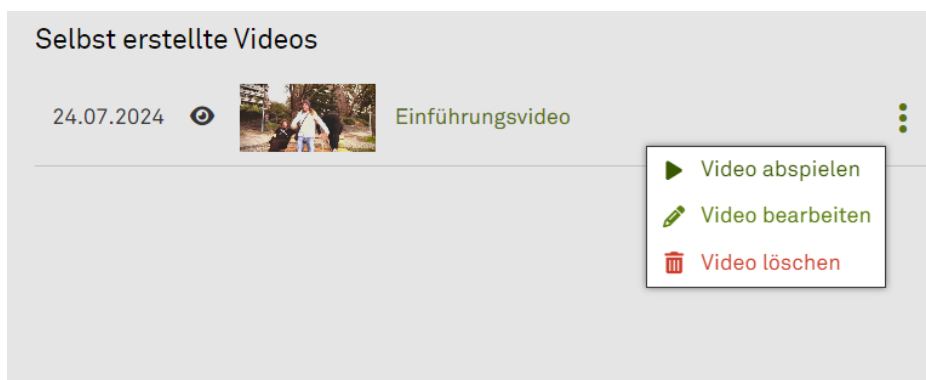 Selbst erstellte Videos
24.07.2024 Einführungsvideo
Video abspielen
Video bearbeiten
Video löschen